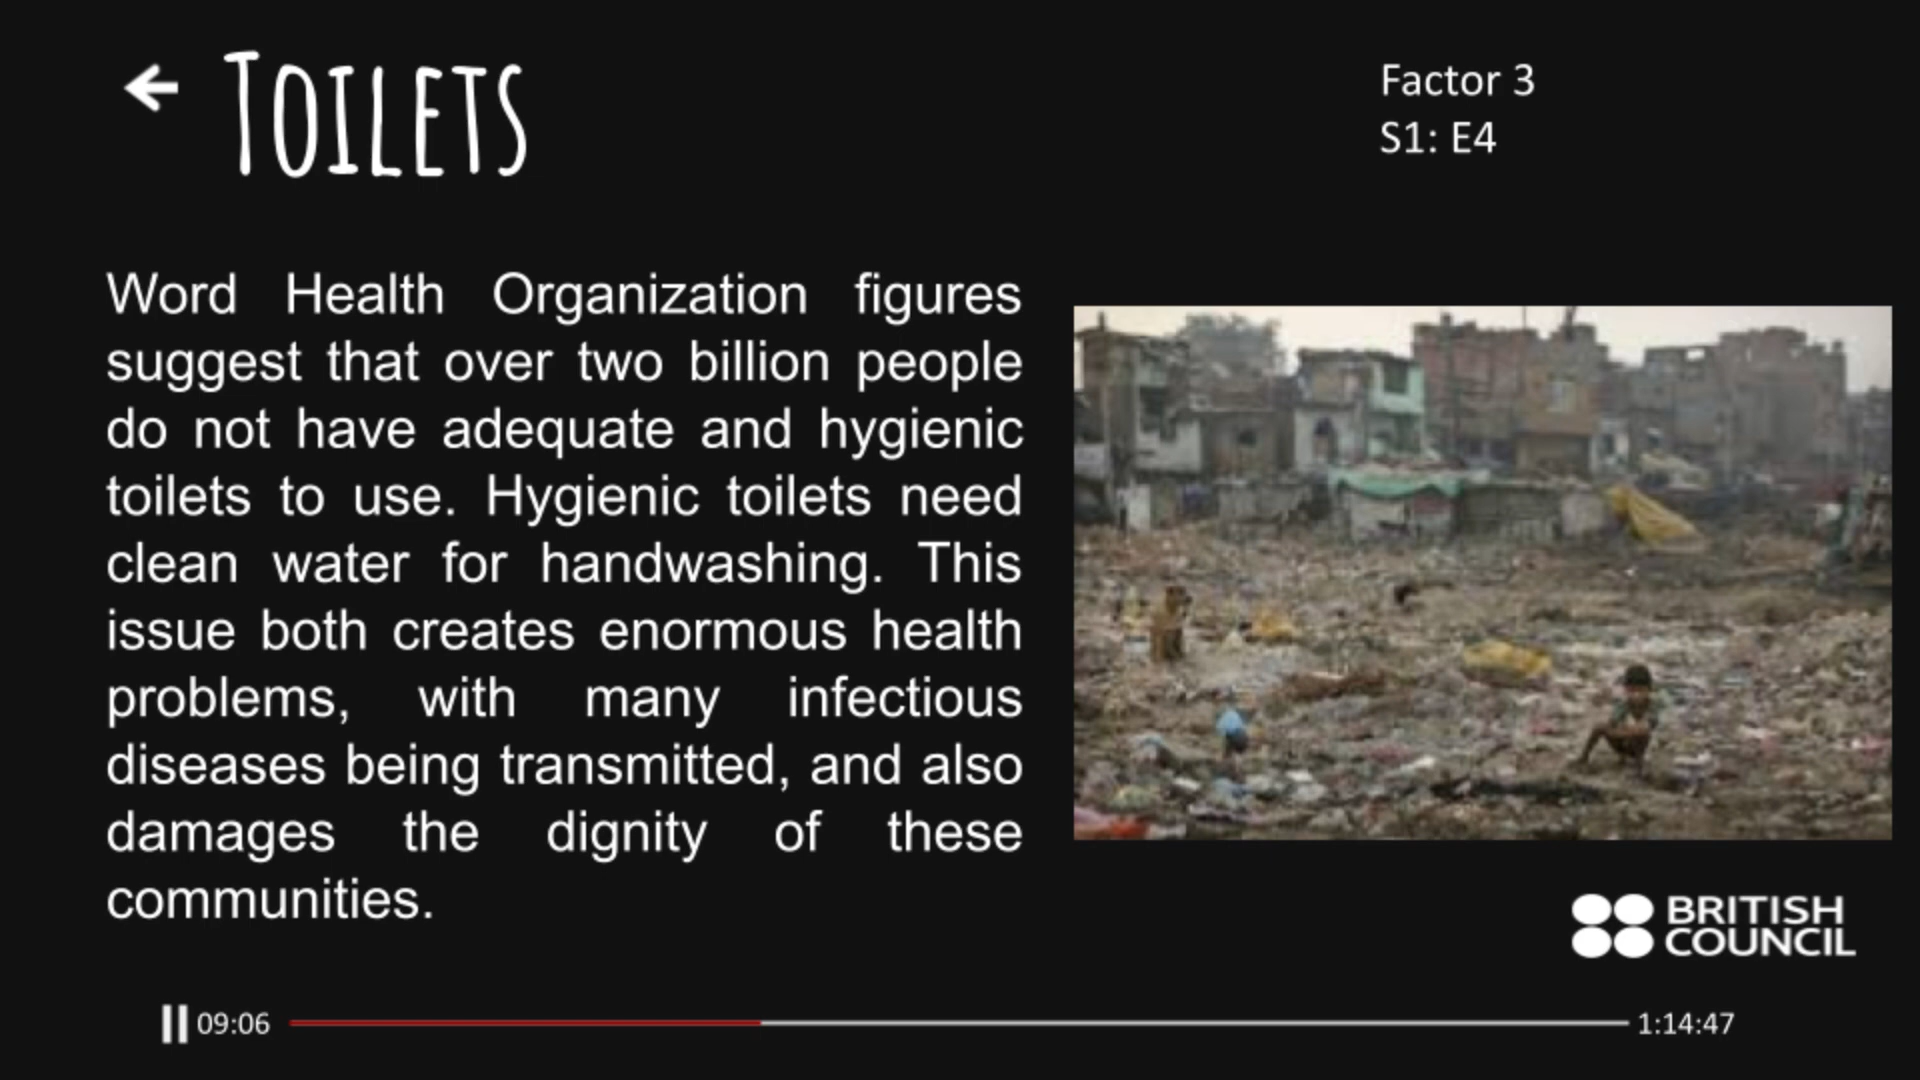 TOILETS
Factor 3
S1: E4
Word Health Organization figures
suggest that over two billion people
do not have adequate and hygienic
toilets to use. Hygienic toilets need
clean water for handwashing. This
issue both creates enormous health
problems, with many infectious
diseases being transmitted, and also
damages the dignity of these
communities.
BRITISH
COUNCIL
09:06
1:14:47